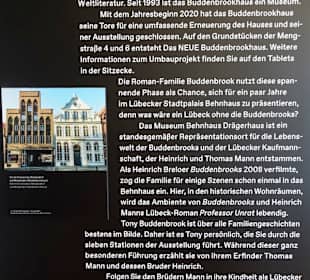 Weltliteratur. Seit 1993 ist das Buddenbrookhaus ein Museum.
Mit dem Jahresbeginn 2020 hat das Buddenbrookhaus
seine Tore für eine umfassende Erneuerung des Hauses und sei-
ner Ausstellung geschlossen. Auf den Grundstücken der Meng-
straße 4 und 6 entsteht Das NEUE Buddenbrookhaus. Weitere
Informationen zum Umbauprojekt finden Sie auf den Tablets
in der Sitzecke.
Die Roman-Familie Buddenbrook nutzt diese span-
nende Phase als Chance, sich für ein paar Jahre
im Lübecker Stadtpalais Behnhaus zu präsentieren,
denn was wäre ein Lübeck ohne die Buddenbrooks?
Das Museum Behnhaus Drägerhaus ist ein
standesgemäßer Repräsentationsort für die Lebens-
welt der Buddenbrooks und der Lübecker Kaufmann-
schaft, der Heinrich und Thomas Mann entstammen.
Als Heinrich Breloer Buddenbrooks 2008 verfilmte,
zog die Familie für einige Szenen schon einmal in das
Behnhaus ein. Hier, in den historischen Wohnräumen,
wird das Ambiente von Buddenbrooks und Heinrich
Manns Lübeck-Roman Professor Unrat lebendig.
Tony Buddenbrook ist über alle Familiengeschichten
bestens im Bilde. Daher ist es Tony persönlich, die Sie durch die
sieben Stationen der Ausstellung führt. Während dieser ganz
besonderen Führung erzählt sie von ihrem Erfinder Thomas
Mann und dessen Bruder Heinrich.
Folgen Sie den Brüdern Mann in ihre Kindheit als Lübecker